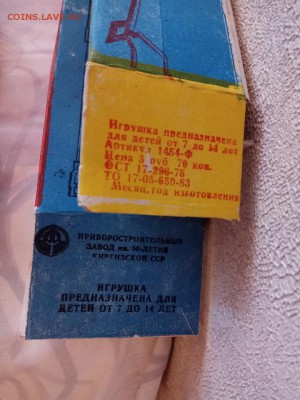 COINS.LAV.RU
Игрушка предназначена
для детей от 7 до 14 лет
Артикул 1454-Ф
Цена 3 руб 70 коп.
ОСТ 17-296-78
ТО 17-05-850-83
Месяц, год изготовления
ПРИБОРОСТРОИТЕЛЬНЫЙ
ЗАВОД им. 50-ЛЕТИЯ
КИРГИЗСКОЙ ССР
ИГРУШКА
ПРЕДНАЗНАЧЕНА ДЛЯ
ДЕТЕЙ ОТ 7 ДО 14 ЛЕТ